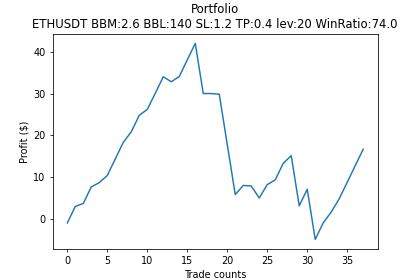 Portfolio
ETHUSDT BBM:2.6 BBL:140 SL:1.2 TP:0.4 lev:20 WinRatio:74.0
Profit ($)
40
30
20
10
0
0 5 10 15 20 25 30 35
Trade counts